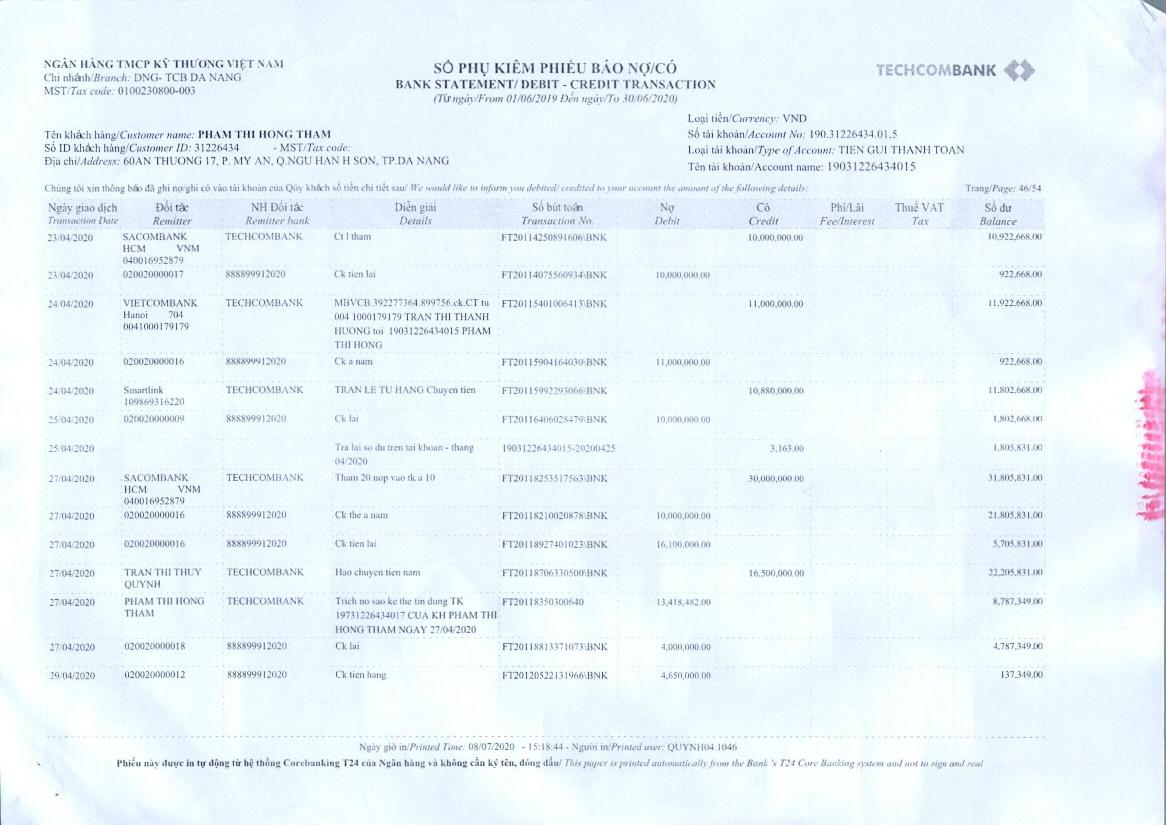 NGÂN HÀNG TMCP KỸ THƯƠNG VIỆT NAM
Chi nhánh/Branch: DNG- TCB DA NANG
MST/Tax code: 0100230800-003
SỔ PHỤ KIÊM PHIẾU BÁO NỢ/CÓ
BANK STATEMENT/ DEBIT - CREDIT TRANSACTION
(Từ ngày/From 01/06/2019 Đến ngày/To 30/06/2020)
TECHCOMBANK
Tên khách hàng/Customer name: PHAM THI HONG THAM
Số ID khách hàng/Customer ID: 31226434 - MST/Tax code:
Địa chỉ/Address: 60AN THUONG 17, P. MY AN, Q.NGU HAN H SON, TP.DA NANG
Loại tiền/Currency: VND
Số tài khoản/Account No: 190.31226434.01.5
Loại tài khoản/Type of Account: TIEN GUI THANH TOAN
Tên tài khoản/Account name: 19031226434015
Chúng tôi xin thông báo đã ghi nợ/ghi có vào tài khoản của Qúy khách số tiền chi tiết sau/ We would like to inform you debited/ credited to your account the amount of the following details:
Trang/Page: 46/54
Ngày giao dịch Đối tác NH Đối tác Diễn giải Số bút toán Nợ Có Phí/Lãi Thuế VAT Số dư
Transaction Date Remitter Remitter bank Details Transaction No. Debit Credit Fee/Interest Tax Balance
23/04/2020 SACOMBANK TECHCOMBANK Ct l tham FT20114250891606\BNK 10,000,000.00 10,922,668.00
HCM VNM
040016952879
23/04/2020 020020000017 888899912020 Ck tien lai FT20114075560934\BNK 10,000,000.00 922,668.00
24/04/2020 VIETCOMBANK TECHCOMBANK MBVCB.392277364.899756.ck.CT tu FT20115401006413\BNK 11,000,000.00 11,922,668.00
Hanoi 704 004 1000179179 TRAN THI THANH
0041000179179 HUONG toi 19031226434015 PHAM
THI HONG
24/04/2020 020020000016 888899912020 Ck a nam FT20115904164030\BNK 11,000,000.00 922,668.00
24/04/2020 Smartlink TECHCOMBANK TRAN LE TU HANG Chuyen tien FT20115992293066\BNK 10,880,000.00 11,802,668.00
109869316220
25/04/2020 020020000009 888899912020 Ck lai FT20116406028479\BNK 10,000,000.00 1,802,668.00
25/04/2020 Tra lai so du tren tai khoan - thang 19031226434015-20200425 3,163.00 1,805,831.00
04/2020
27/04/2020 SACOMBANK TECHCOMBANK Tham 20 nop vao tk a 10 FT20118253517563\BNK 30,000,000.00 31,805,831.00
HCM VNM
040016952879
27/04/2020 020020000016 888899912020 Ck the a nam FT20118210020878\BNK 10,000,000.00 21,805,831.00
27/04/2020 020020000016 888899912020 Ck tien lai FT20118927401023\BNK 16,100,000.00 5,705,831.00
27/04/2020 TRAN THI THUY TECHCOMBANK Hao chuyen tien nam FT20118706330500\BNK 16,500,000.00 22,205,831.00
QUYNH
27/04/2020 PHAM THI HONG TECHCOMBANK Trich no sao ke the tin dung TK FT20118350300640 13,418,482.00 8,787,349.00
THAM 19731226434017 CUA KH PHAM THI
HONG THAM NGAY 27/04/2020
27/04/2020 020020000018 888899912020 Ck lai FT20118813371073\BNK 4,000,000.00 4,787,349.00
29/04/2020 020020000012 888899912020 Ck tien hang FT20120522131966\BNK 4,650,000.00 137,349.00
Ngày giờ in/Printed Time: 08/07/2020 - 15:18:44 - Người in/Printed user: QUYNH04.1046
Phiếu này được in tự động từ hệ thống Corebanking T24 của Ngân hàng và không cần ký tên, đóng dấu/ This paper is printed automatically from the Bank 's T24 Core Banking system and not to sign and seal